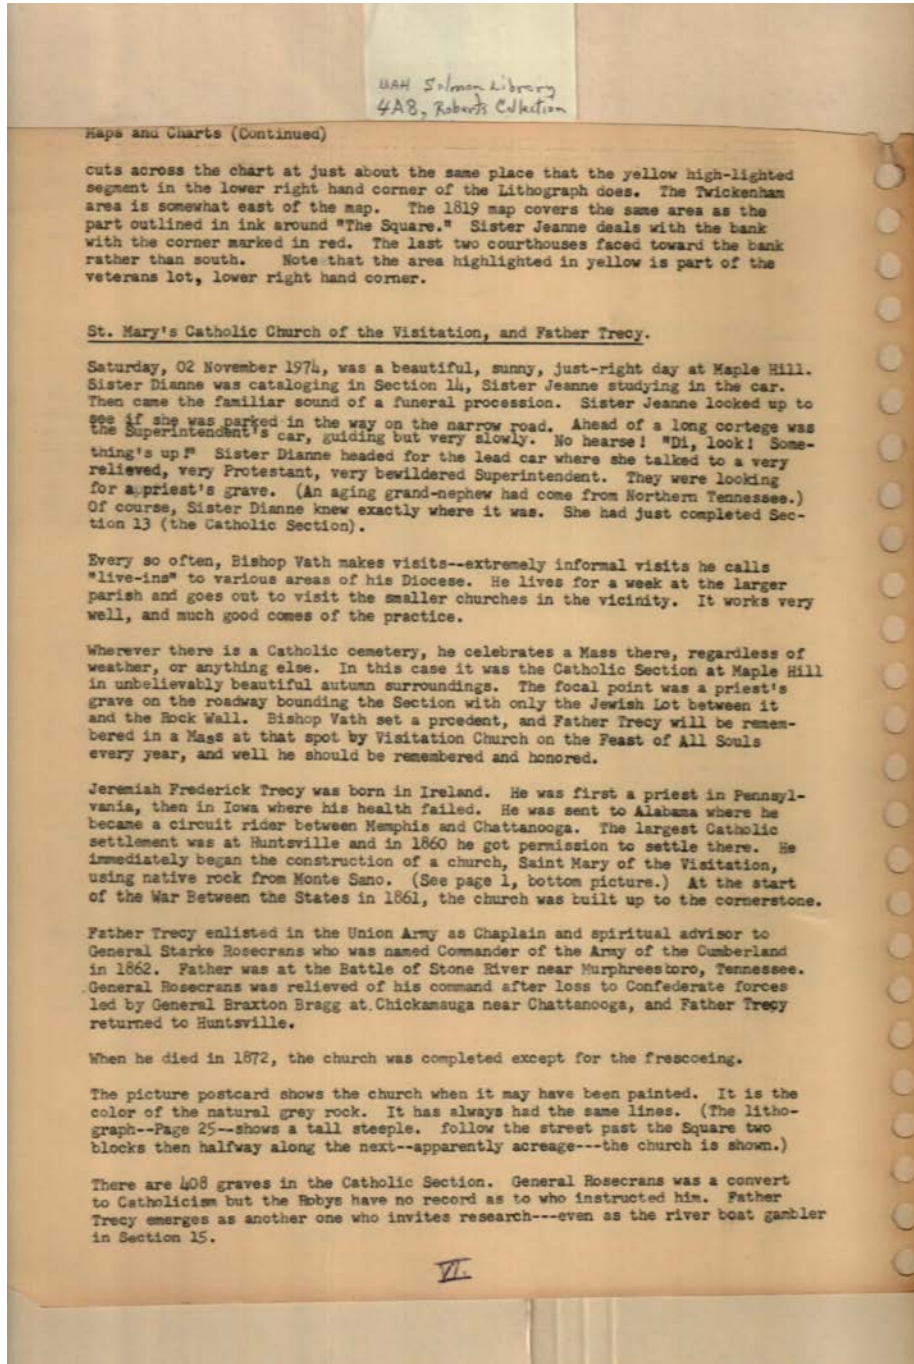 UAH Salmon Library
4A8, Roberts Collection
Maps and Charts (Continued)
cuts across the chart at just about the same place that the yellow high-lighted
segment in the lower right hand corner of the Lithograph does. The Twickenham
area is somewhat east of the map. The 1819 map covers the same area as the
part outlined in ink around "The Square." Sister Jeanne deals with the bank
with the corner marked in red. The last two courthouses faced toward the bank
rather than south. Note that the area highlighted in yellow is part of the
veterans lot, lower right hand corner.
St. Mary's Catholic Church of the Visitation, and Father Trecy.
Saturday, 02 November 1974, was a beautiful, sunny, just-right day at Maple Hill.
Sister Dianne was cataloging in Section 14, Sister Jeanne studying in the car.
Then came the familiar sound of a funeral procession. Sister Jeanne looked up to
see if she was parked in the way on the narrow road. Ahead of a long cortege was
the Superintendent's car, guiding but very slowly. No hearse! "Di, look! Some-
thing's up!" Sister Dianne headed for the lead car where she talked to a very
relieved, very Protestant, very bewildered Superintendent. They were looking
for a priest's grave. (An aging grand-nephew had come from Northern Tennessee.)
Of course, Sister Dianne knew exactly where it was. She had just completed Sec-
tion 13 (the Catholic Section).
Every so often, Bishop Vath makes visits--extremely informal visits he calls
"live-ins" to various areas of his Diocese. He lives for a week at the larger
parish and goes out to visit the smaller churches in the vicinity. It works very
well, and much good comes of the practice.
Wherever there is a Catholic cemetery, he celebrates a Mass there, regardless of
weather, or anything else. In this case it was the Catholic Section at Maple Hill
in unbelievably beautiful autumn surroundings. The focal point was a priest's
grave on the roadway bounding the Section with only the Jewish Lot between it
and the Rock Wall. Bishop Vath set a prcedent, and Father Trecy will be remem-
bered in a Mass at that spot by Visitation Church on the Feast of All Souls
every year, and well he should be remembered and honored.
Jeremiah Frederick Trecy was born in Ireland. He was first a priest in Pennsyl-
vania, then in Iowa where his health failed. He was sent to Alabama where he
became a circuit rider between Memphis and Chattanooga. The largest Catholic
settlement was at Huntsville and in 1860 he got permission to settle there. He
immediately began the construction of a church, Saint Mary of the Visitation,
using native rock from Monte Sano. (See page 1, bottom picture.) At the start
of the War Between the States in 1861, the church was built up to the cornerstone.
Father Trecy enlisted in the Union Army as Chaplain and spiritual advisor to
General Starke Rosecrans who was named Commander of the Army of the Cumberland
in 1862. Father was at the Battle of Stone River near Murphreesboro, Tennessee.
General Rosecrans was relieved of his command after loss to Confederate forces
led by General Braxton Bragg at Chickamauga near Chattanooga, and Father Trecy
returned to Huntsville.
When he died in 1872, the church was completed except for the frescoeing.
The picture postcard shows the church when it may have been painted. It is the
color of the natural grey rock. It has always had the same lines. (The litho-
graph--Page 25--shows a tall steeple. follow the street past the Square two
blocks then halfway along the next--apparently acreage---the church is shown.)
There are 408 graves in the Catholic Section. General Rosecrans was a convert
to Catholicism but the Robys have no record as to who instructed him. Father
Trecy emerges as another one who invites research---even as the river boat gambler
in Section 15.
VI.